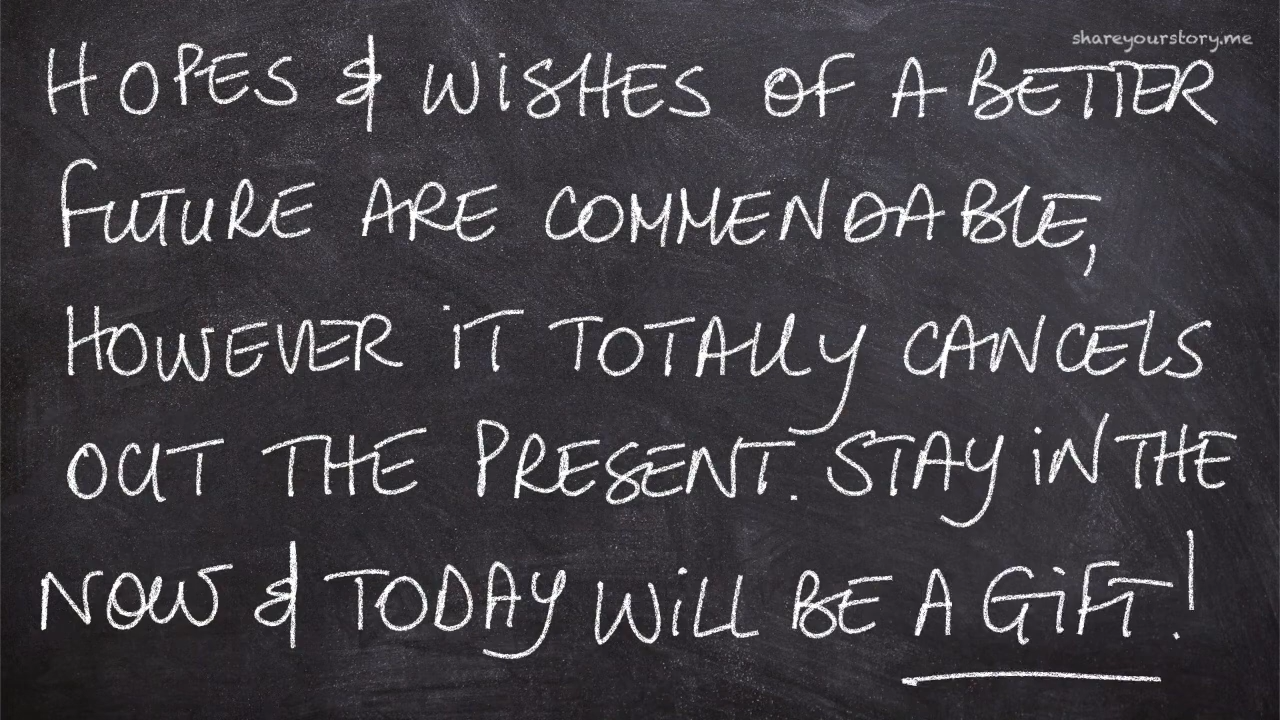 shareyourstory.me
HOPES & WiSHES OF A BETTER
FUTURE ARE COMMENDABLE,
HOWEVER iT TOTALLY CANCELS
OUT THE PRESENT. STAY iN THE
NOW & TODAY WiLL BE A GiFT!